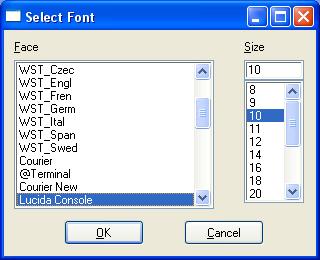 Select Font
Face
Size
WST_Czec
WST_Engl
WST_Fren
WST_Germ
WST_Ital
WST_Span
WST_Swed
Courier
@Terminal
Courier New
Lucida Console
10
8
9
10
11
12
14
16
18
20
OK
Cancel